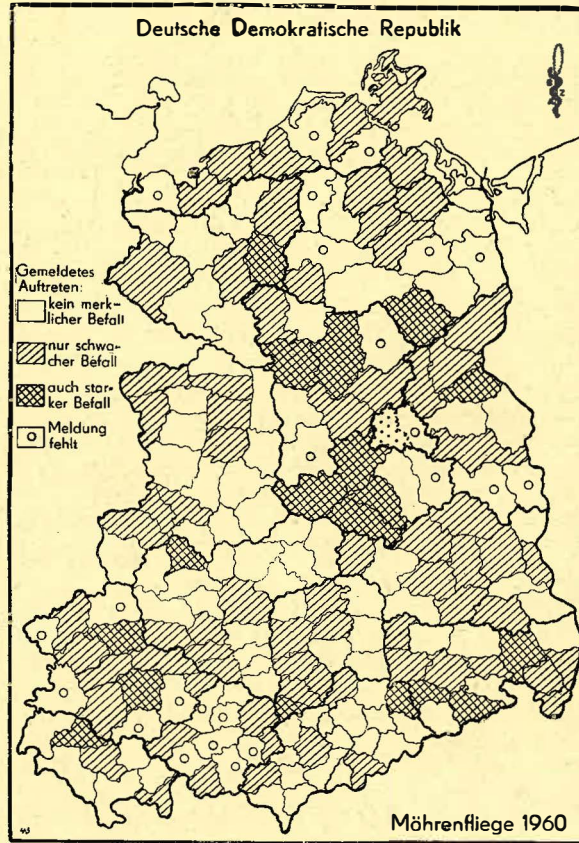 Deutsche Demokratische Republik
Gemeldetes
Auftreten:
kein merk-
licher Befall
nur schwa-
cher Befall
auch star-
ker Befall
Meldung
fehlt
Möhrenfliege 1960